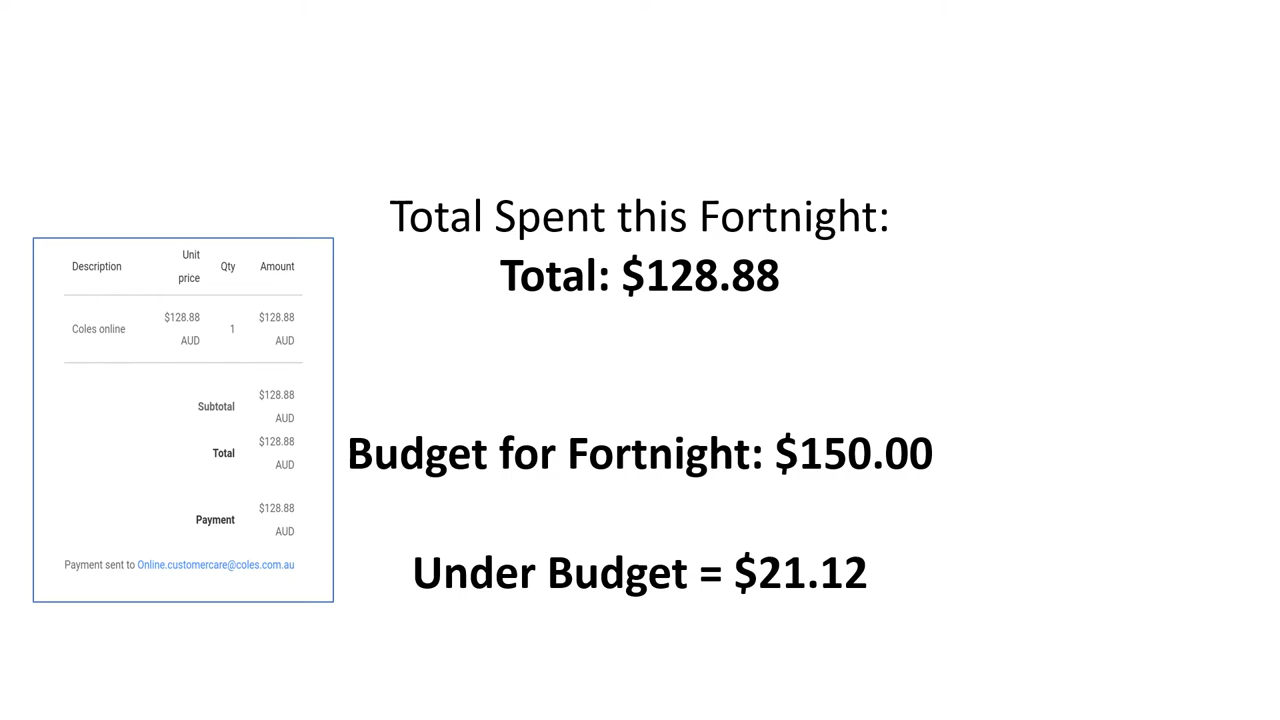 Total Spent this Fortnight:
Total: $128.88
Description Unit price Qty Amount
Coles online $128.88 AUD 1 $128.88 AUD
Subtotal $128.88 AUD
Total $128.88 AUD
Payment $128.88 AUD
Payment sent to Online.customercare@coles.com.au
Budget for Fortnight: $150.00
Under Budget = $21.12